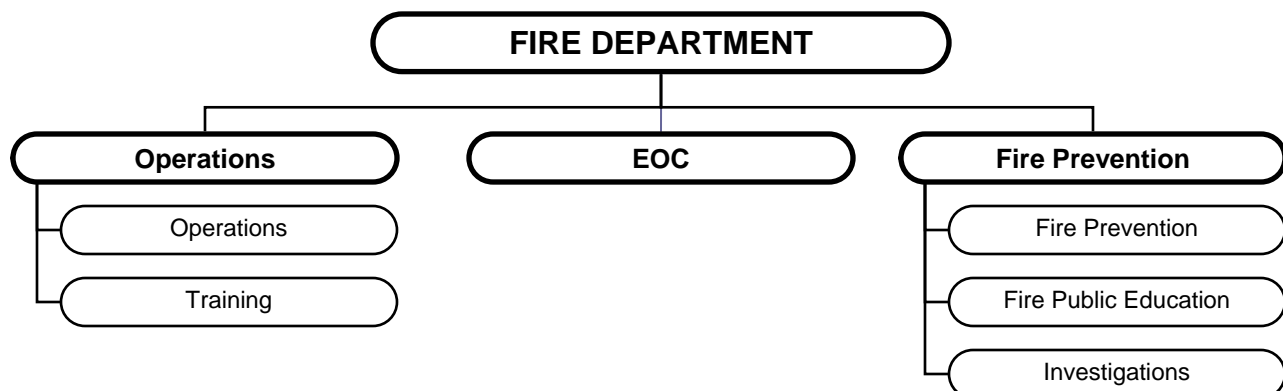 FIRE DEPARTMENT
Operations
EOC
Fire Prevention
Operations
Fire Prevention
Training
Fire Public Education
Investigations